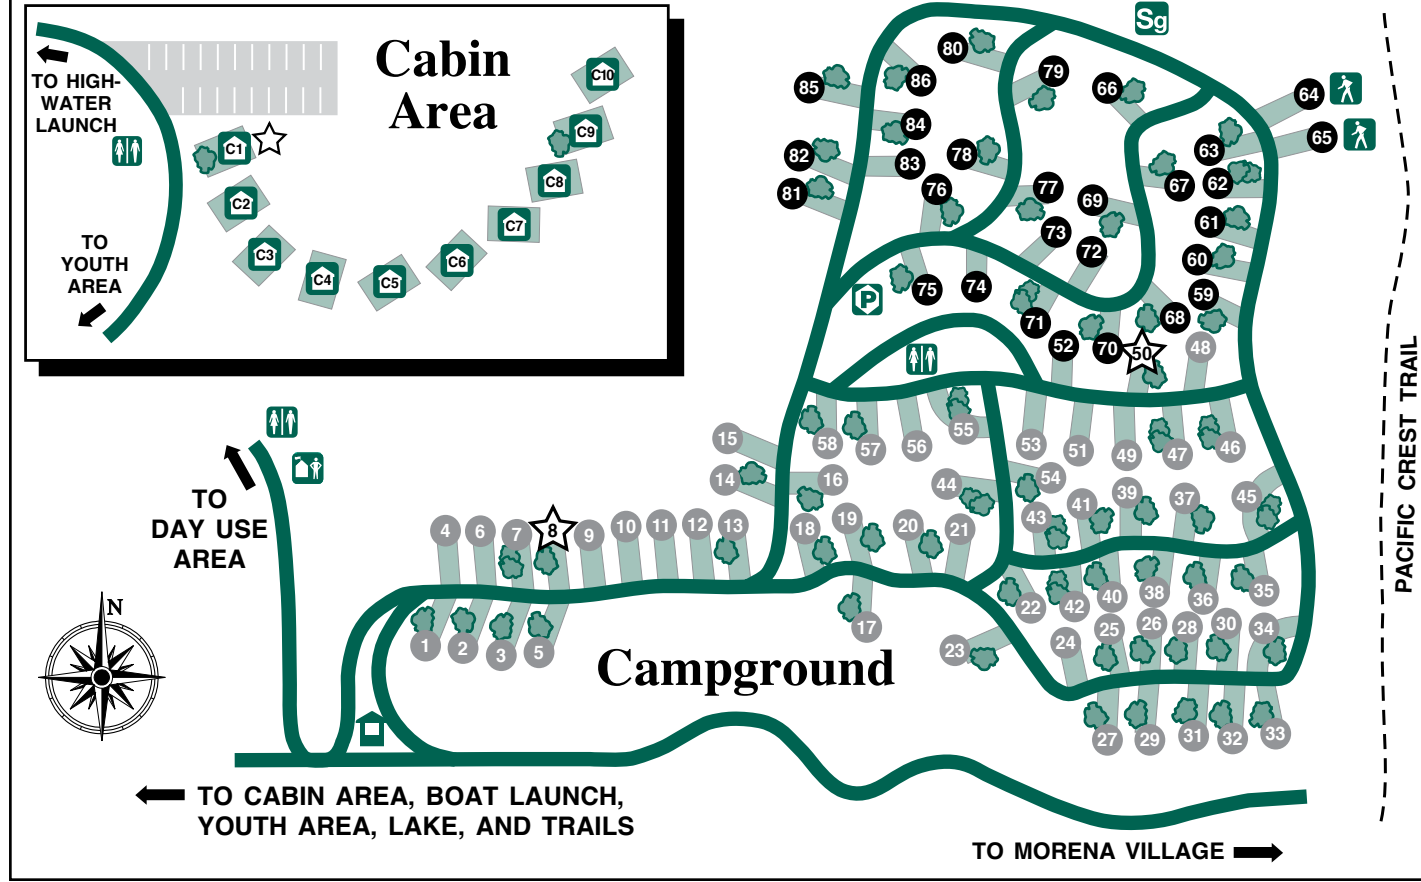 Cabin
Area
TO HIGH-
WATER
LAUNCH
TO
YOUTH
AREA
C1
C2
C3
C4
C5
C6
C7
C8
C9
C10
Sg
80
79
86
85
66
64
84
63
65
82
83
78
62
67
81
76
77
69
61
73
72
60
75
74
59
P
71
68
52
70
50
48
PACIFIC CREST TRAIL
15
58
57
56
55
53
51
49
47
46
14
16
44
54
43
41
39
37
45
TO
DAY USE
AREA
4
6
7
8
9
10
11
12
13
18
19
20
21
22
42
40
38
36
35
1
2
3
5
17
23
24
25
26
28
30
34
N
Campground
27
29
31
32
33
TO CABIN AREA, BOAT LAUNCH,
YOUTH AREA, LAKE, AND TRAILS
TO MORENA VILLAGE